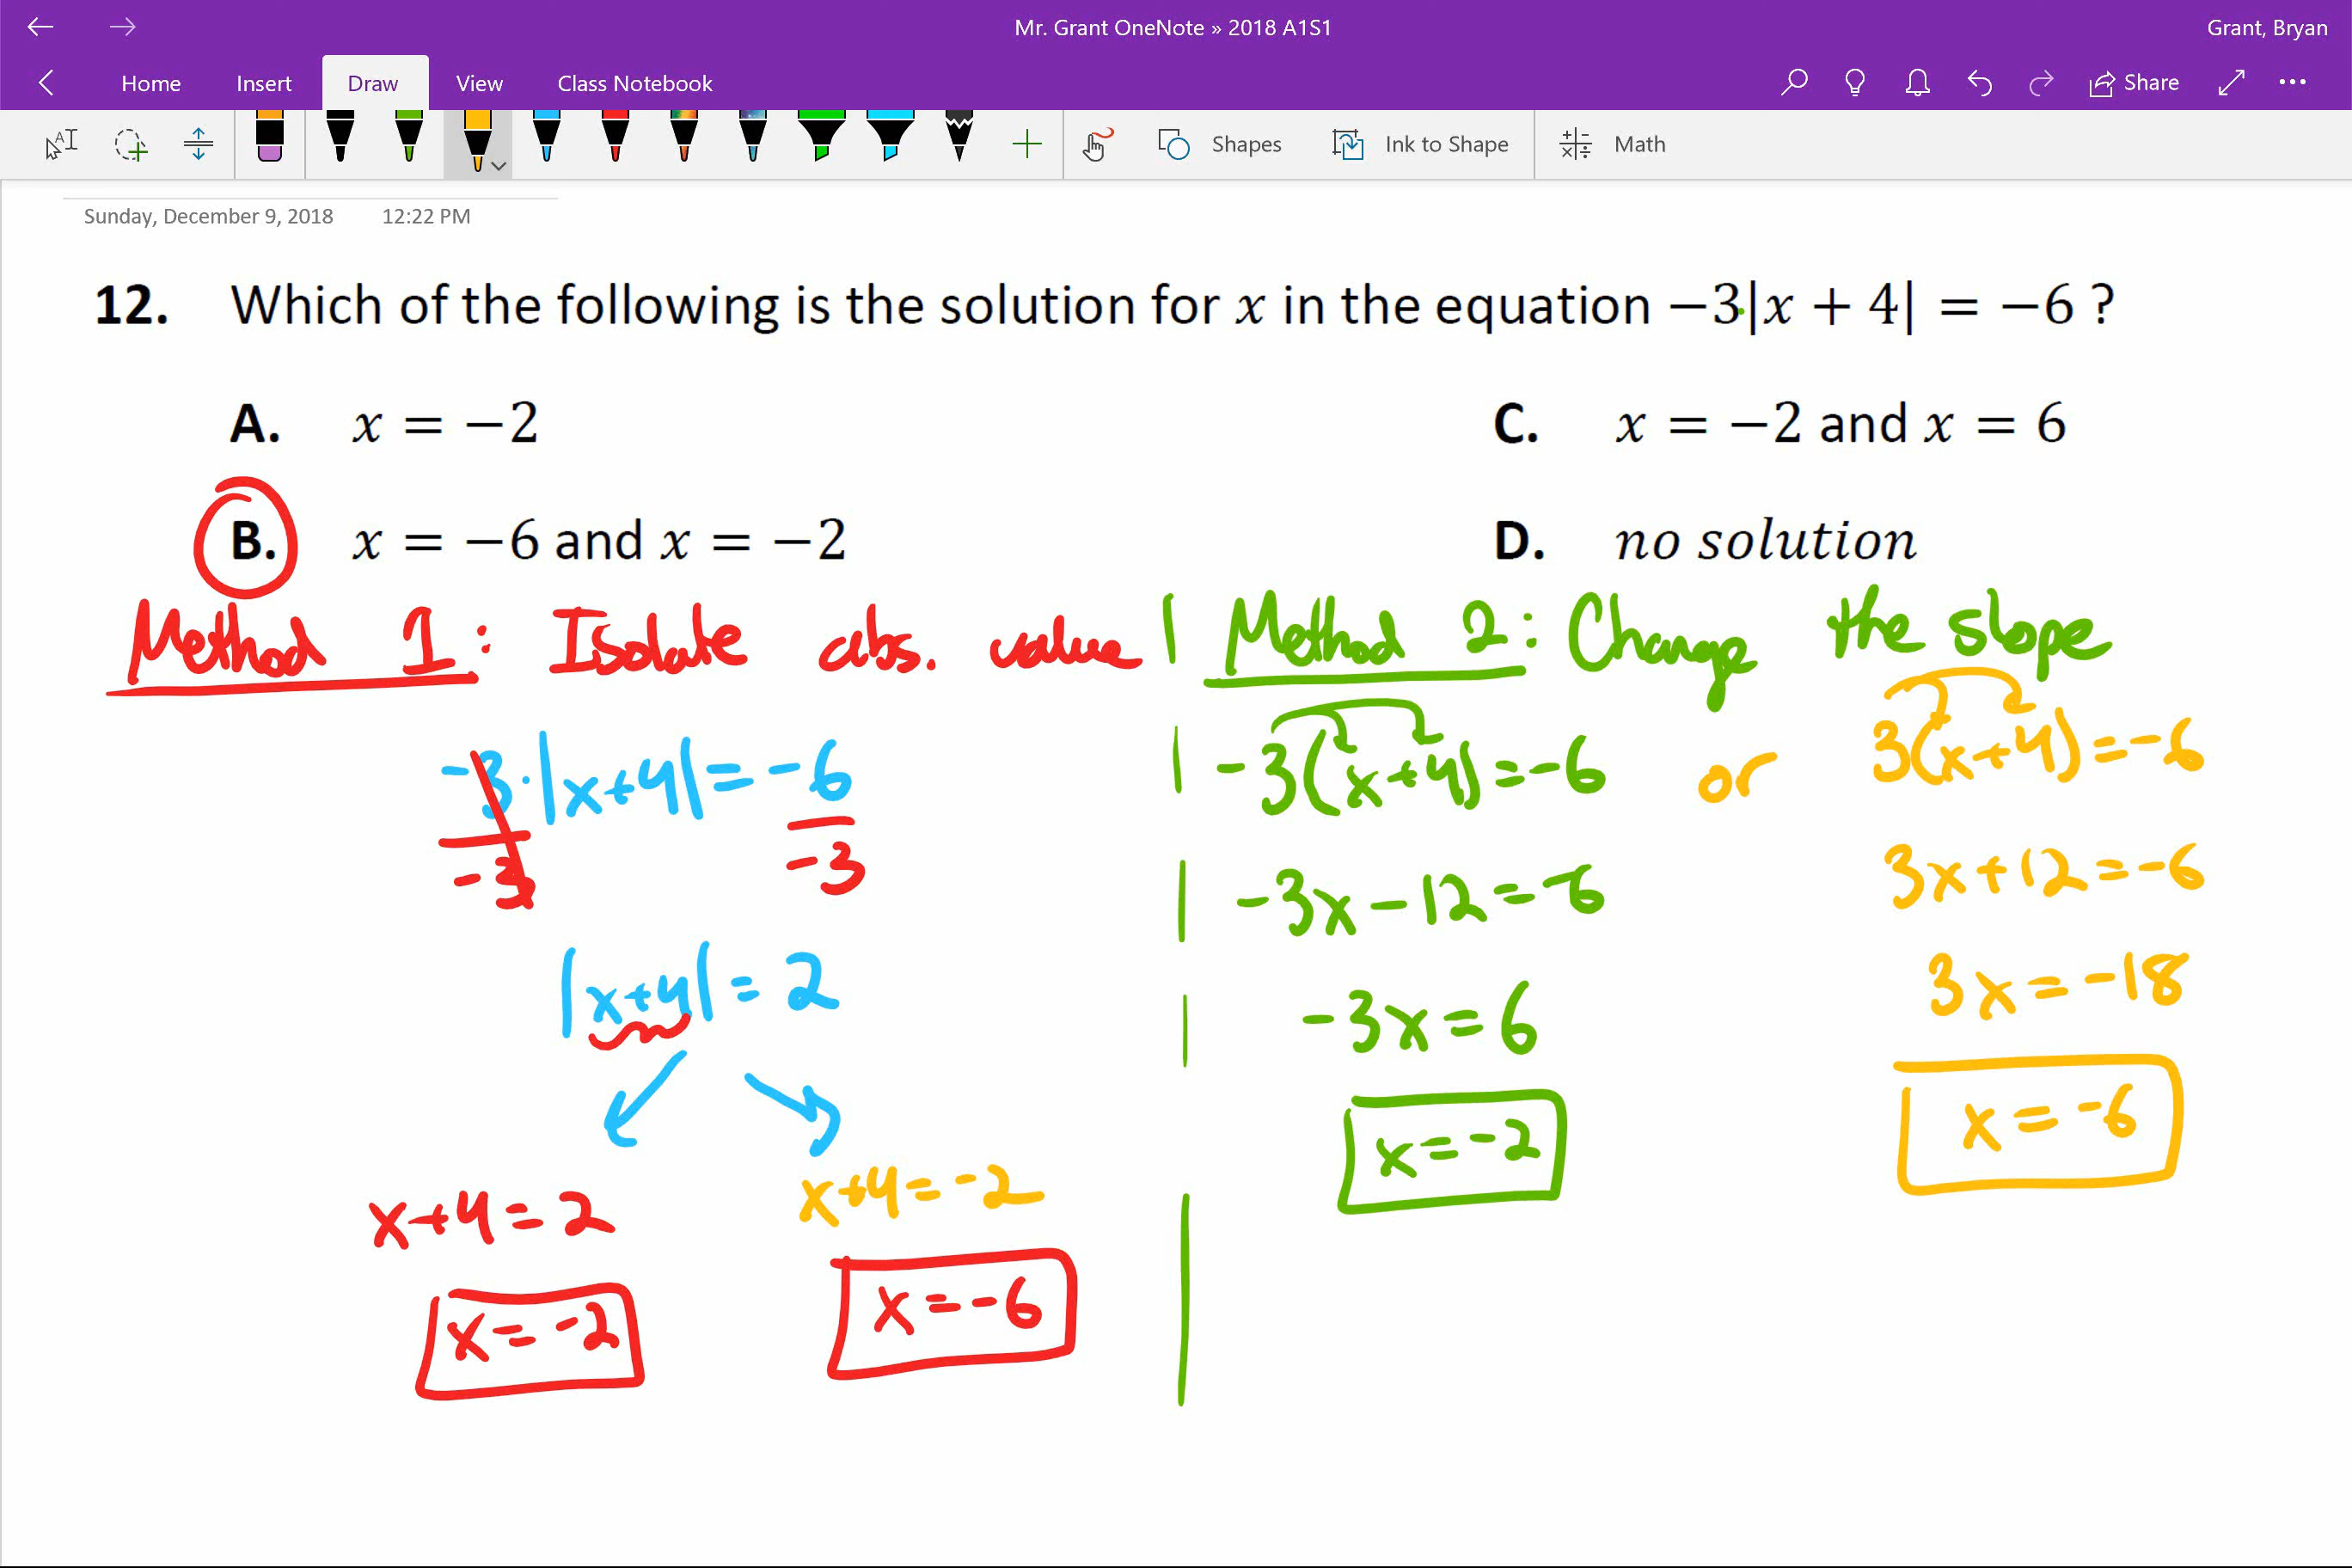 Mr. Grant OneNote » 2018 A1S1
Grant, Bryan
Home Insert Draw View Class Notebook
Share
Shapes Ink to Shape Math
Sunday, December 9, 2018 12:22 PM
12. Which of the following is the solution for x in the equation −3|x + 4| = −6 ?
A. x = −2
C. x = −2 and x = 6
B. x = −6 and x = −2
D. no solution
Method 1: Isolate abs. value
-3·|x+4| = -6
-3 -3
|x+4| = 2
x+4=2
x+4=-2
x=-2
x=-6
Method 2: Change the slope
-3(x+4)=-6 or 3(x+4)=-6
-3x-12=-6
3x+12=-6
-3x=6
3x=-18
x=-2
x=-6